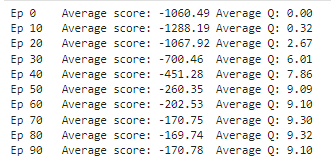 Ep 0 Average score: -1060.49 Average Q: 0.00
Ep 10 Average score: -1288.19 Average Q: 0.32
Ep 20 Average score: -1067.92 Average Q: 2.67
Ep 30 Average score: -700.46 Average Q: 6.01
Ep 40 Average score: -451.28 Average Q: 7.86
Ep 50 Average score: -260.35 Average Q: 9.09
Ep 60 Average score: -202.53 Average Q: 9.10
Ep 70 Average score: -170.75 Average Q: 9.30
Ep 80 Average score: -169.74 Average Q: 9.32
Ep 90 Average score: -170.78 Average Q: 9.10